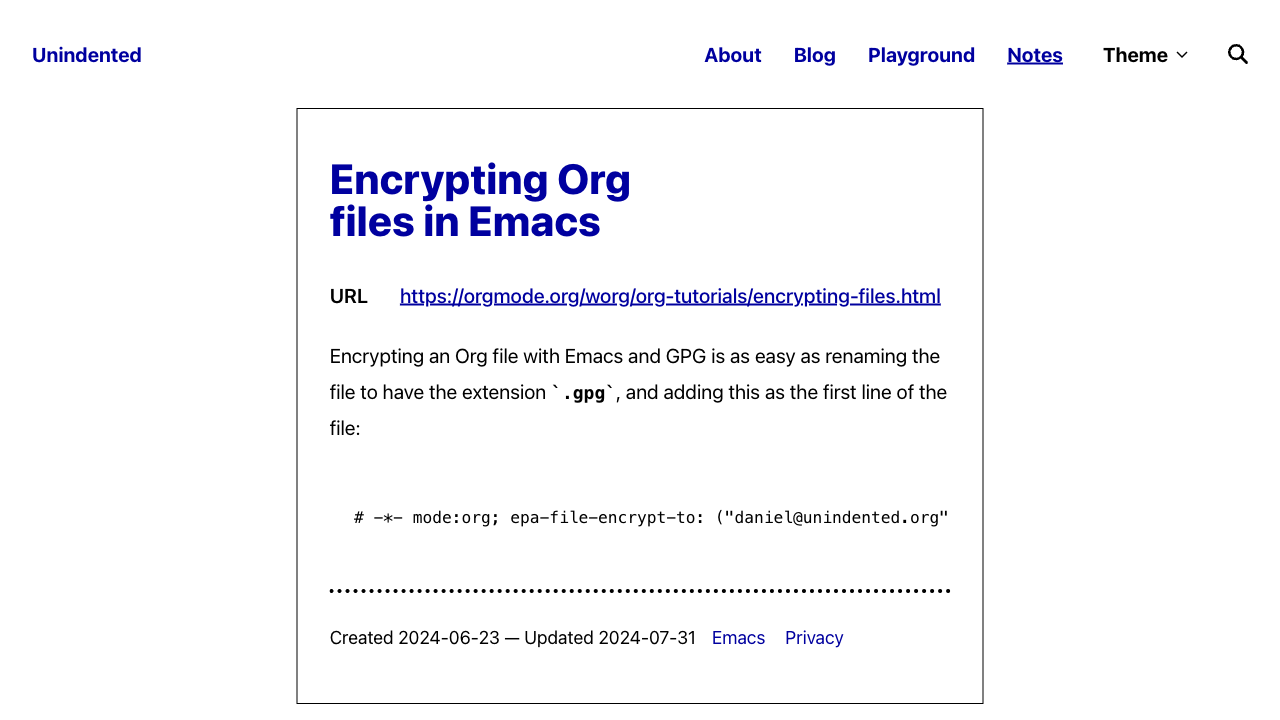 Unindented
About Blog Playground Notes Theme
Encrypting Org
files in Emacs
URL https://orgmode.org/worg/org-tutorials/encrypting-files.html
Encrypting an Org file with Emacs and GPG is as easy as renaming the
file to have the extension `.gpg`, and adding this as the first line of the
file:
# -*- mode:org; epa-file-encrypt-to: ("daniel@unindented.org"
Created 2024-06-23 — Updated 2024-07-31 Emacs Privacy